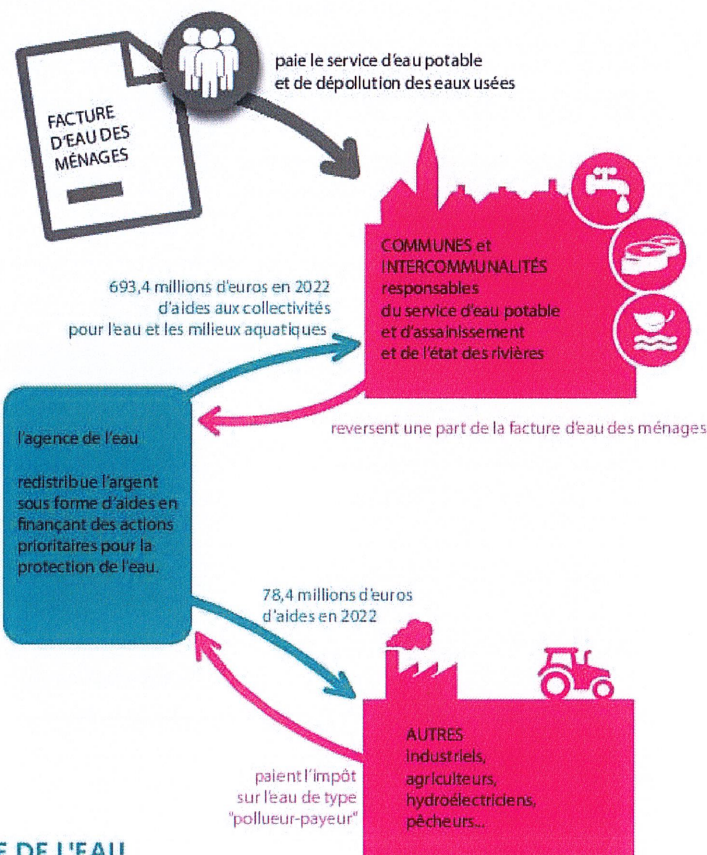 paie le service d'eau potable
et de dépollution des eaux usées
FACTURE
D'EAU DES
MÉNAGES
COMMUNES et
INTERCOMMUNALITÉS
responsables
du service d'eau potable
et d'assainissement
et de l'état des rivières
693,4 millions d'euros en 2022
d'aides aux collectivités
pour l'eau et les milieux aquatiques
reversent une part de la facture d'eau des ménages
l'agence de l'eau
redistribue l'argent
sous forme d'aides en
finançant des actions
prioritaires pour la
protection de l'eau.
78,4 millions d'euros
d'aides en 2022
paient l'impôt
sur l'eau de type
"pollueur-payeur"
AUTRES
industriels,
agriculteurs,
hydroélectriciens,
pêcheurs...
DE L'EAU